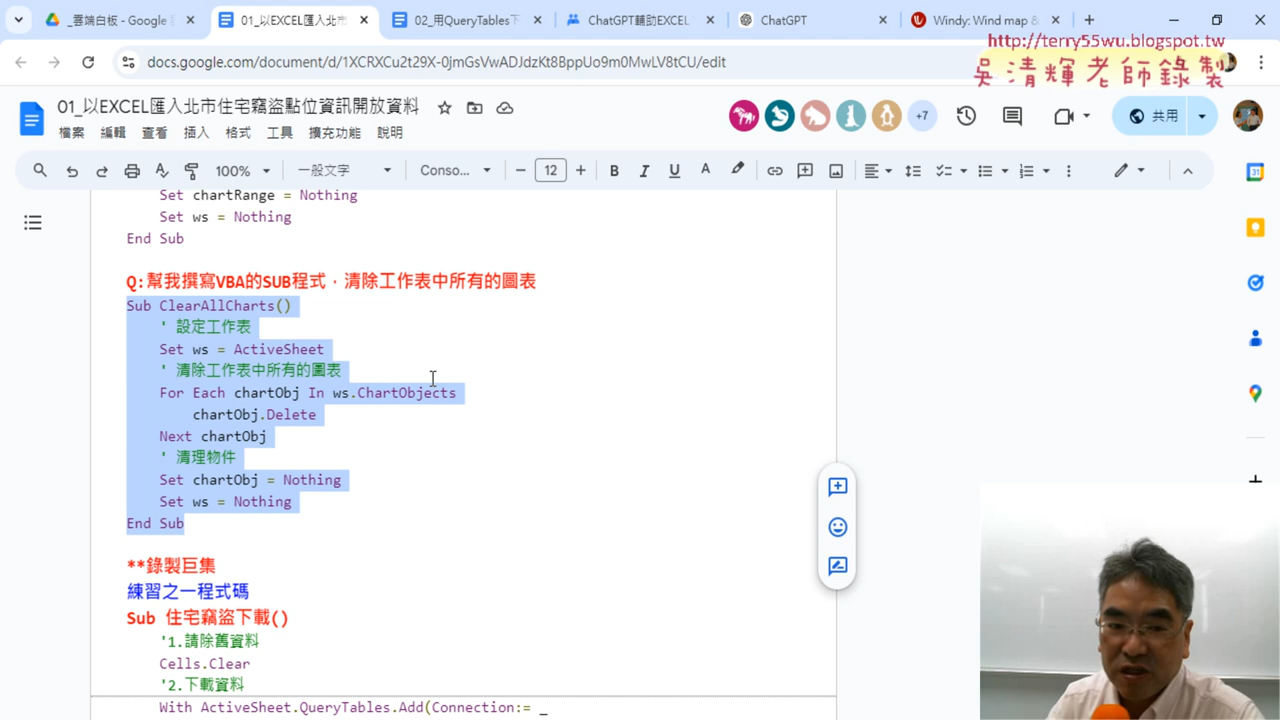 _雲端白板 - Google
01_以EXCEL匯入北市住宅竊
02_用QueryTables下
ChatGPT輔助EXCEL
ChatGPT
Windy: Wind map &
docs.google.com/document/d/1XCRXCu2t29X-0jmGsVwADJdzKt8BppUo9m0MwLV8tCU/edit
http://terry55wu.blogspot.tw
吳清輝老師錄製
01_以EXCEL匯入北市住宅竊盜點位資訊開放資料
檔案 編輯 查看 插入 格式 工具 擴充功能 說明
+7
共用
100% 一般文字 Conso... 12 B I U A
31
Set chartRange = Nothing
Set ws = Nothing
End Sub
Q:幫我撰寫VBA的SUB程式，清除工作表中所有的圖表
Sub ClearAllCharts()
' 設定工作表
Set ws = ActiveSheet
' 清除工作表中所有的圖表
For Each chartObj In ws.ChartObjects
chartObj.Delete
Next chartObj
' 清理物件
Set chartObj = Nothing
Set ws = Nothing
End Sub
**錄製巨集
練習之一程式碼
Sub 住宅竊盜下載()
'1.請除舊資料
Cells.Clear
'2.下載資料
With ActiveSheet.QueryTables.Add(Connection:= _